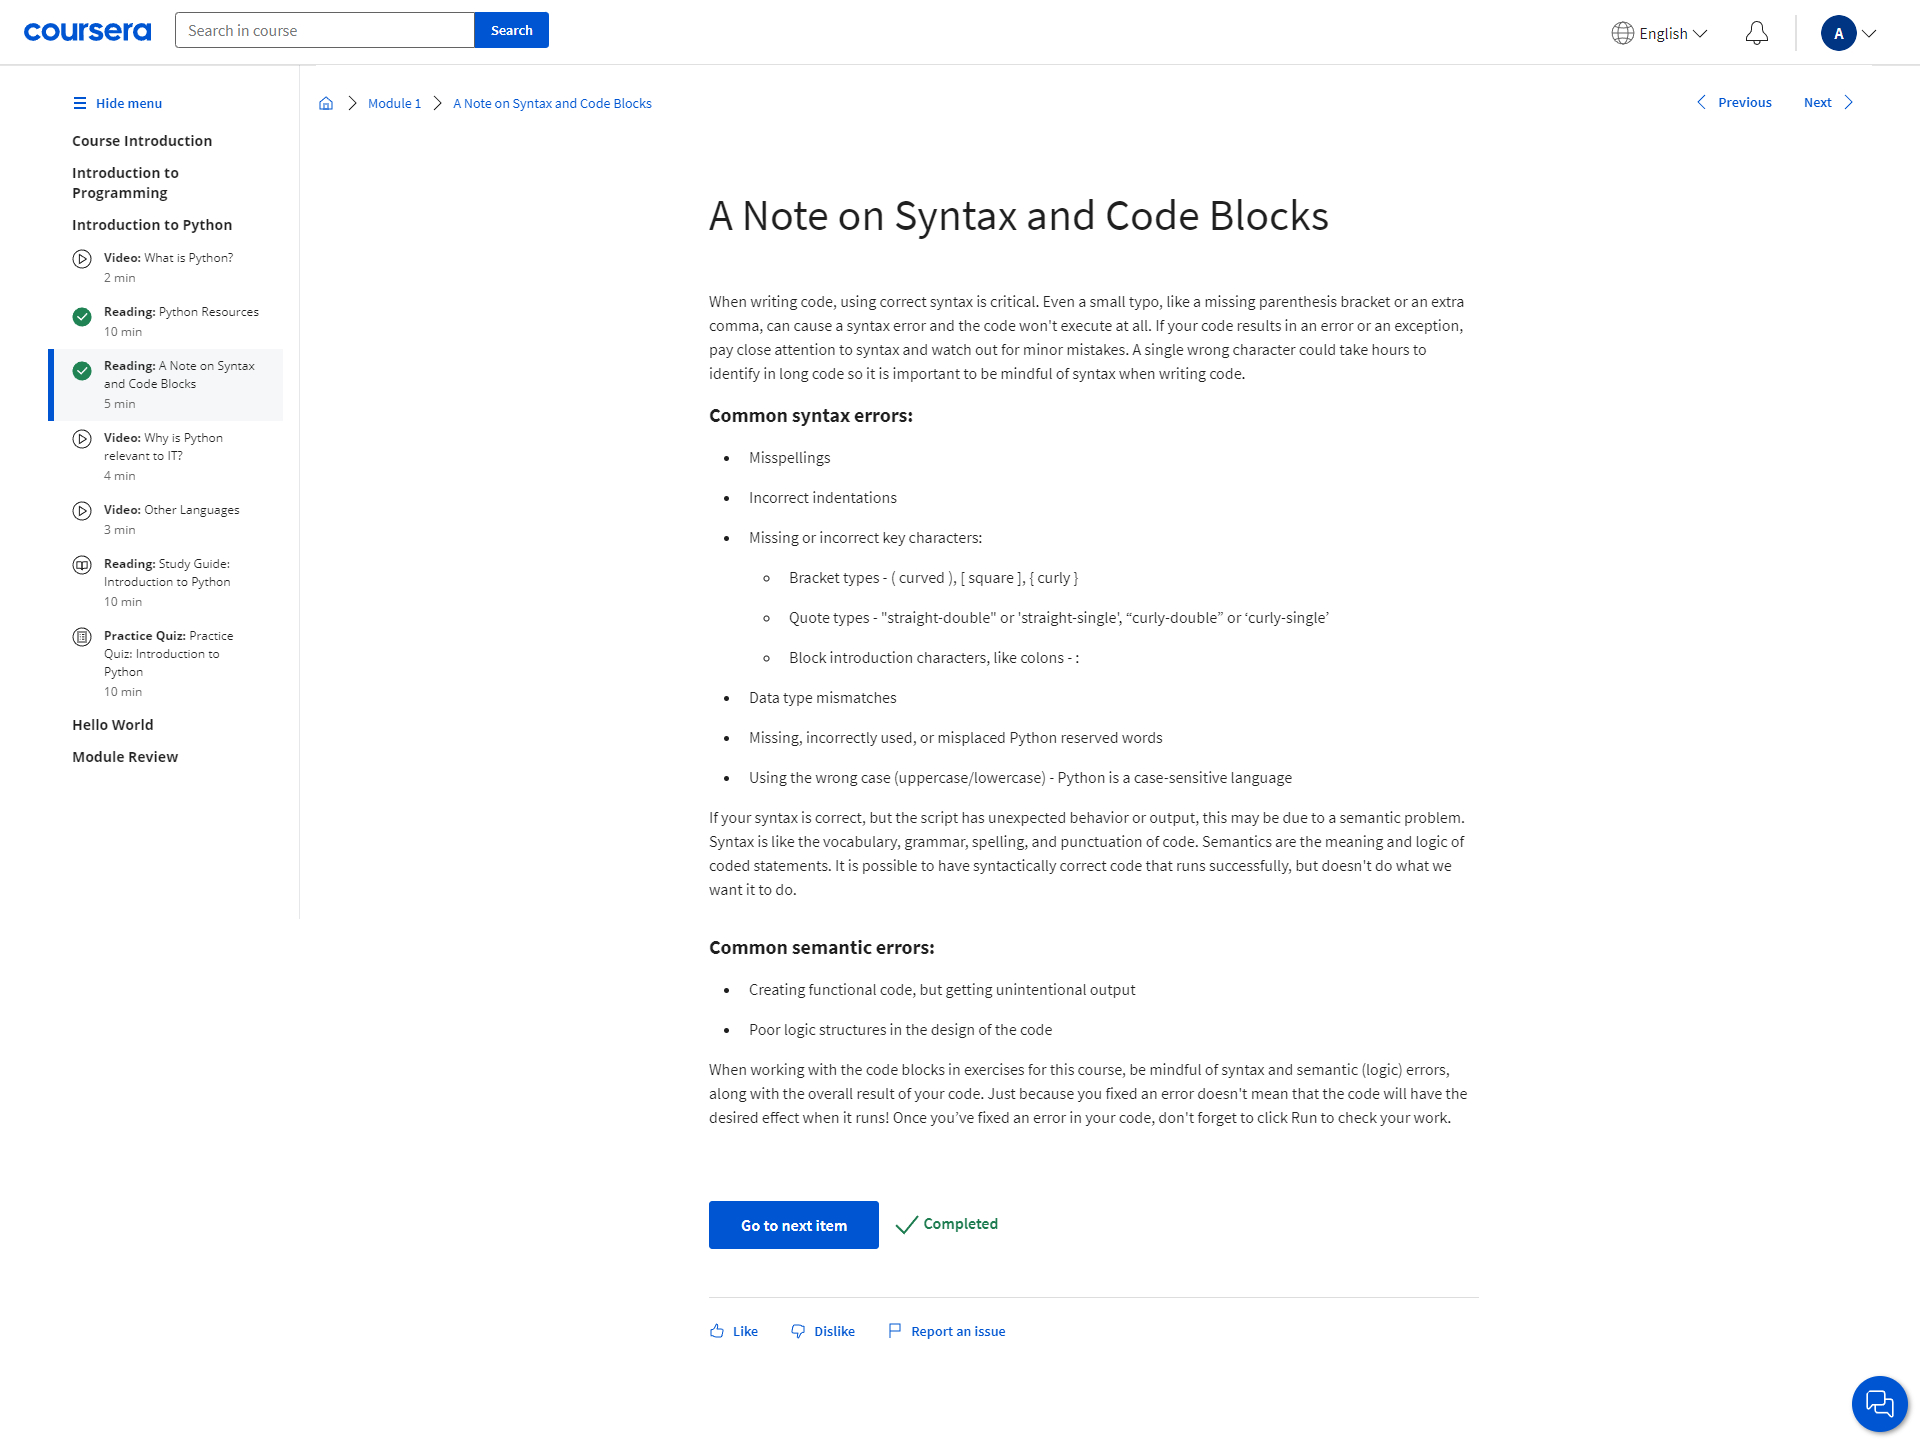 coursera
Search in course
Search
English
A
Hide menu
Course Introduction
Introduction to
Programming
Introduction to Python
Video: What is Python?
2 min
Reading: Python Resources
10 min
Reading: A Note on Syntax
and Code Blocks
5 min
Video: Why is Python
relevant to IT?
4 min
Video: Other Languages
3 min
Reading: Study Guide:
Introduction to Python
10 min
Practice Quiz: Practice
Quiz: Introduction to
Python
10 min
Hello World
Module Review
Module 1
A Note on Syntax and Code Blocks
Previous
Next
A Note on Syntax and Code Blocks
When writing code, using correct syntax is critical. Even a small typo, like a missing parenthesis bracket or an extra
comma, can cause a syntax error and the code won't execute at all. If your code results in an error or an exception,
pay close attention to syntax and watch out for minor mistakes. A single wrong character could take hours to
identify in long code so it is important to be mindful of syntax when writing code.
Common syntax errors:
• Misspellings
• Incorrect indentations
• Missing or incorrect key characters:
◦ Bracket types - ( curved ), [ square ], { curly }
◦ Quote types - "straight-double" or 'straight-single', “curly-double” or ‘curly-single’
◦ Block introduction characters, like colons - :
• Data type mismatches
• Missing, incorrectly used, or misplaced Python reserved words
• Using the wrong case (uppercase/lowercase) - Python is a case-sensitive language
If your syntax is correct, but the script has unexpected behavior or output, this may be due to a semantic problem.
Syntax is like the vocabulary, grammar, spelling, and punctuation of code. Semantics are the meaning and logic of
coded statements. It is possible to have syntactically correct code that runs successfully, but doesn't do what we
want it to do.
Common semantic errors:
• Creating functional code, but getting unintentional output
• Poor logic structures in the design of the code
When working with the code blocks in exercises for this course, be mindful of syntax and semantic (logic) errors,
along with the overall result of your code. Just because you fixed an error doesn't mean that the code will have the
desired effect when it runs! Once you’ve fixed an error in your code, don't forget to click Run to check your work.
Go to next item
Completed
Like
Dislike
Report an issue